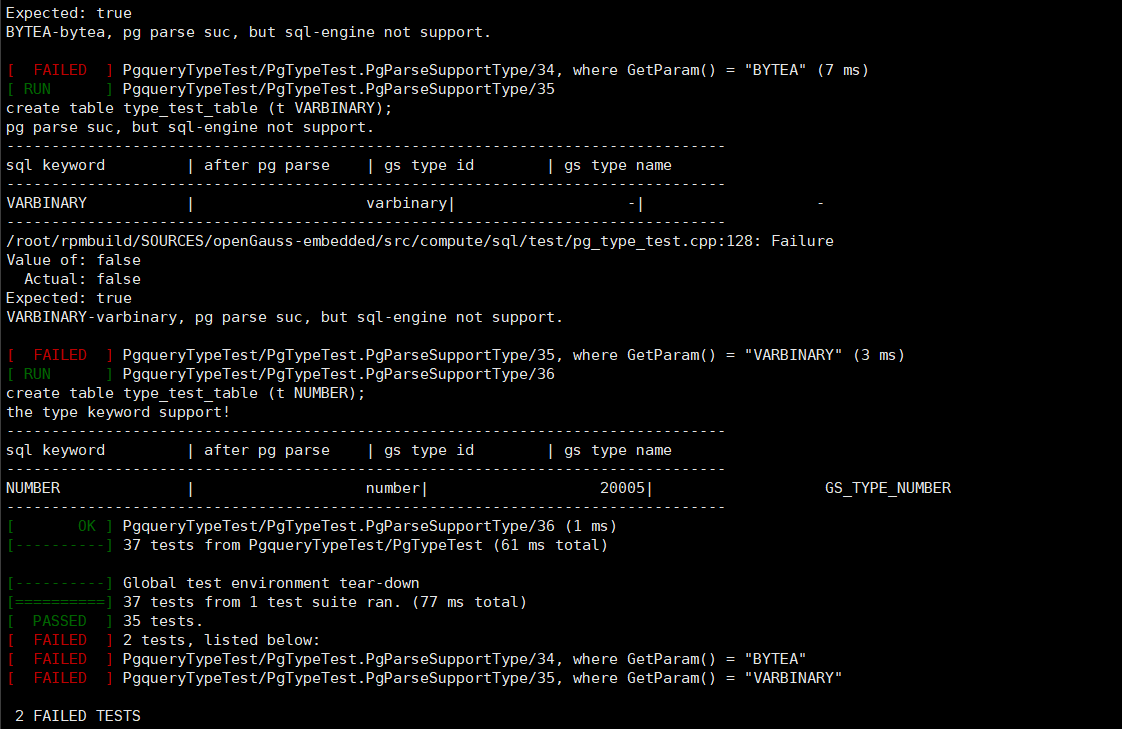 Expected: true
BYTEA-bytea, pg parse suc, but sql-engine not support.
[  FAILED  ] PgqueryTypeTest/PgTypeTest.PgParseSupportType/34, where GetParam() = "BYTEA" (7 ms)
[ RUN      ] PgqueryTypeTest/PgTypeTest.PgParseSupportType/35
create table type_test_table (t VARBINARY);
pg parse suc, but sql-engine not support.
--------------------------------------------------------------------------------
sql keyword         | after pg parse    | gs type id        | gs type name
--------------------------------------------------------------------------------
VARBINARY           |                   varbinary|                   -|                   -
--------------------------------------------------------------------------------
/root/rpmbuild/SOURCES/openGauss-embedded/src/compute/sql/test/pg_type_test.cpp:128: Failure
Value of: false
  Actual: false
Expected: true
VARBINARY-varbinary, pg parse suc, but sql-engine not support.
[  FAILED  ] PgqueryTypeTest/PgTypeTest.PgParseSupportType/35, where GetParam() = "VARBINARY" (3 ms)
[ RUN      ] PgqueryTypeTest/PgTypeTest.PgParseSupportType/36
create table type_test_table (t NUMBER);
the type keyword support!
--------------------------------------------------------------------------------
sql keyword         | after pg parse    | gs type id        | gs type name
--------------------------------------------------------------------------------
NUMBER              |                   number|                   20005|                   GS_TYPE_NUMBER
--------------------------------------------------------------------------------
[       OK ] PgqueryTypeTest/PgTypeTest.PgParseSupportType/36 (1 ms)
[----------] 37 tests from PgqueryTypeTest/PgTypeTest (61 ms total)
[----------] Global test environment tear-down
[==========] 37 tests from 1 test suite ran. (77 ms total)
[  PASSED  ] 35 tests.
[  FAILED  ] 2 tests, listed below:
[  FAILED  ] PgqueryTypeTest/PgTypeTest.PgParseSupportType/34, where GetParam() = "BYTEA"
[  FAILED  ] PgqueryTypeTest/PgTypeTest.PgParseSupportType/35, where GetParam() = "VARBINARY"
 2 FAILED TESTS